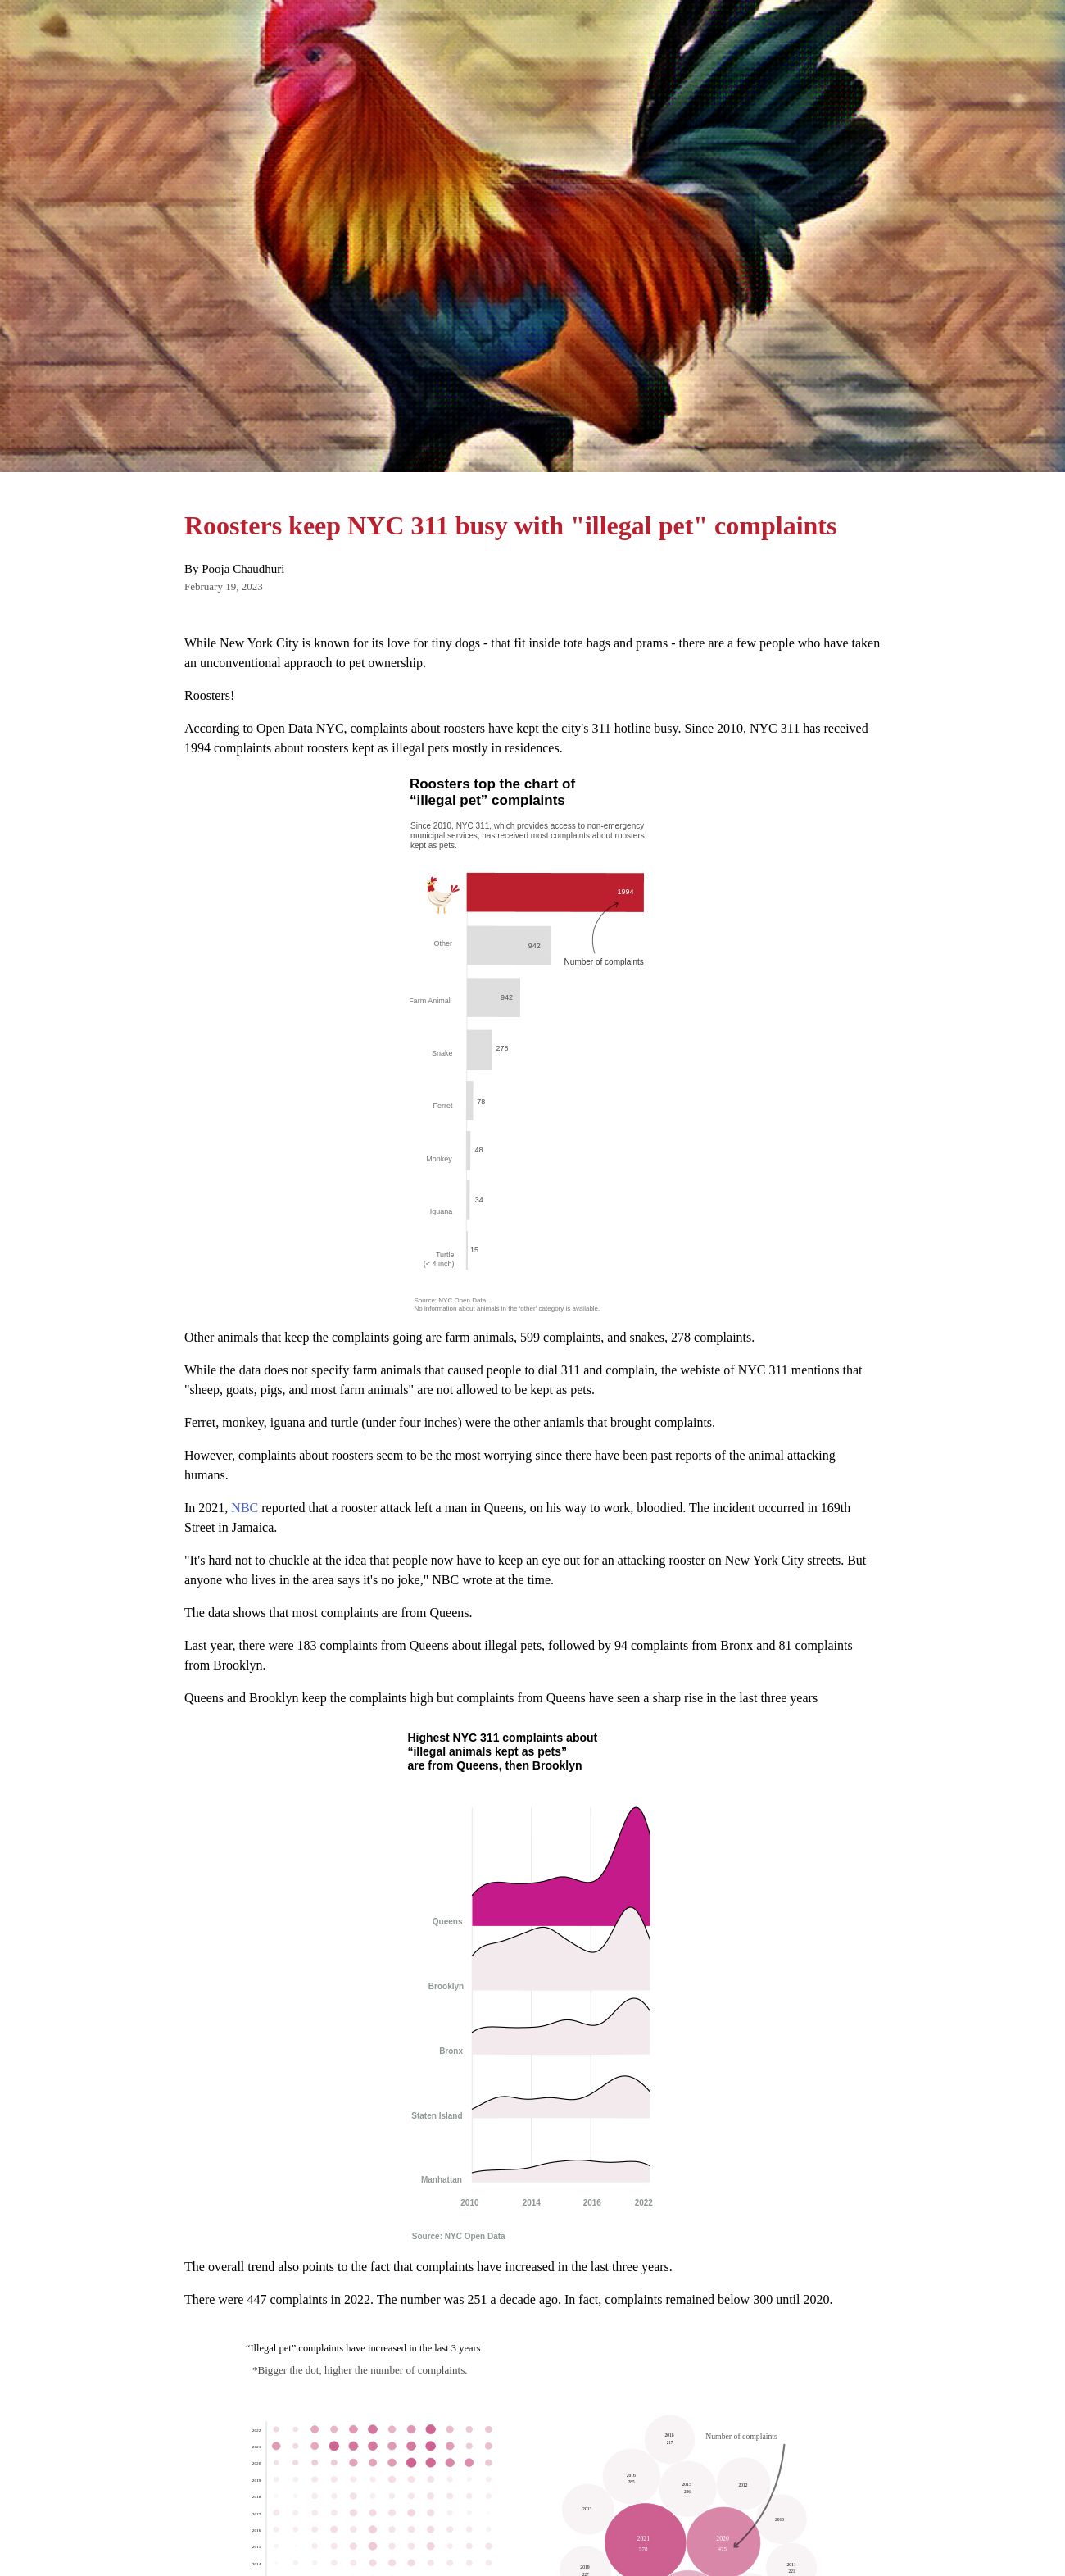 Roosters keep NYC 311 busy with "illegal pet" complaints
By Pooja Chaudhuri
February 19, 2023
While New York City is known for its love for tiny dogs - that fit inside tote bags and prams - there are a few people who have taken
an unconventional appraoch to pet ownership.
Roosters!
According to Open Data NYC, complaints about roosters have kept the city's 311 hotline busy. Since 2010, NYC 311 has received
1994 complaints about roosters kept as illegal pets mostly in residences.
Roosters top the chart of
“illegal pet” complaints
Since 2010, NYC 311, which provides access to non-emergency
municipal services, has received most complaints about roosters
kept as pets.
1994
Other
942
Number of complaints
Farm Animal
942
Snake
278
Ferret
78
Monkey
48
Iguana
34
Turtle
(< 4 inch)
15
Source: NYC Open Data
No information about animals in the 'other' category is available.
Other animals that keep the complaints going are farm animals, 599 complaints, and snakes, 278 complaints.
While the data does not specify farm animals that caused people to dial 311 and complain, the webiste of NYC 311 mentions that
"sheep, goats, pigs, and most farm animals" are not allowed to be kept as pets.
Ferret, monkey, iguana and turtle (under four inches) were the other aniamls that brought complaints.
However, complaints about roosters seem to be the most worrying since there have been past reports of the animal attacking
humans.
In 2021, NBC reported that a rooster attack left a man in Queens, on his way to work, bloodied. The incident occurred in 169th
Street in Jamaica.
"It's hard not to chuckle at the idea that people now have to keep an eye out for an attacking rooster on New York City streets. But
anyone who lives in the area says it's no joke," NBC wrote at the time.
The data shows that most complaints are from Queens.
Last year, there were 183 complaints from Queens about illegal pets, followed by 94 complaints from Bronx and 81 complaints
from Brooklyn.
Queens and Brooklyn keep the complaints high but complaints from Queens have seen a sharp rise in the last three years
Highest NYC 311 complaints about
“illegal animals kept as pets”
are from Queens, then Brooklyn
Queens
Brooklyn
Bronx
Staten Island
Manhattan
2010
2014
2016
2022
Source: NYC Open Data
The overall trend also points to the fact that complaints have increased in the last three years.
There were 447 complaints in 2022. The number was 251 a decade ago. In fact, complaints remained below 300 until 2020.
“Illegal pet” complaints have increased in the last 3 years
*Bigger the dot, higher the number of complaints.
2022
2021
2020
2019
2018
2017
2016
2015
2014
Number of complaints
2018
217
2016
2015
2012
2021
2020
2010
2011